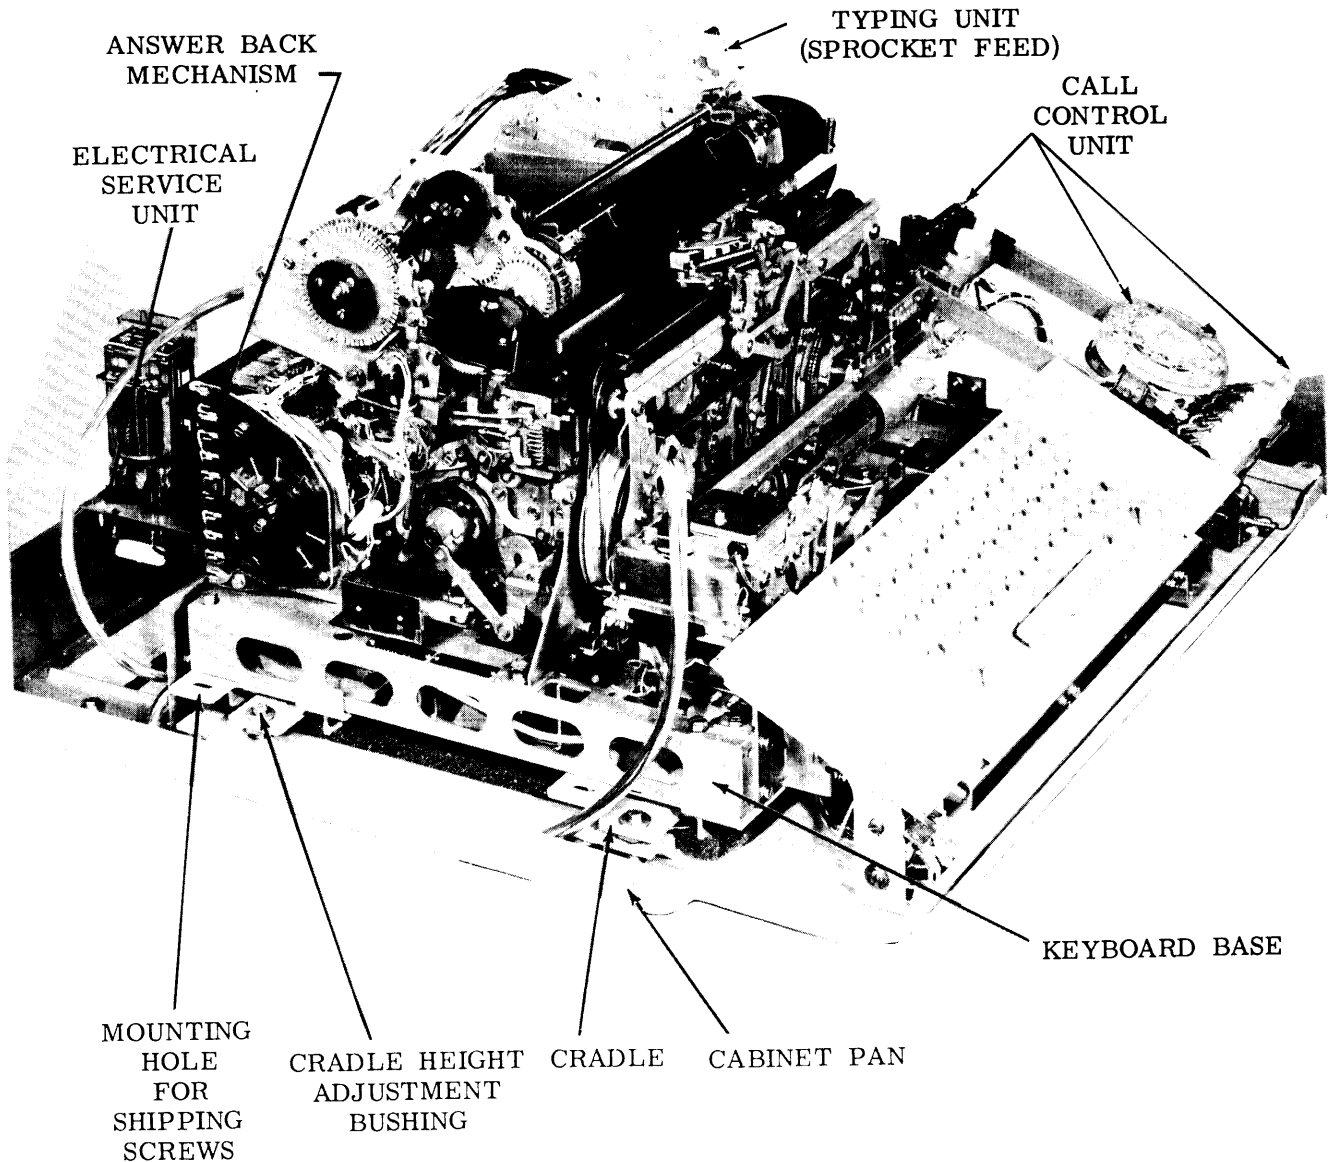 TYPING UNIT
(SPROCKET FEED)
ANSWER BACK
MECHANISM
CALL
CONTROL
UNIT
ELECTRICAL
SERVICE
UNIT
KEYBOARD BASE
MOUNTING
HOLE
FOR
SHIPPING
SCREWS
CRADLE HEIGHT
ADJUSTMENT
BUSHING
CRADLE
CABINET PAN